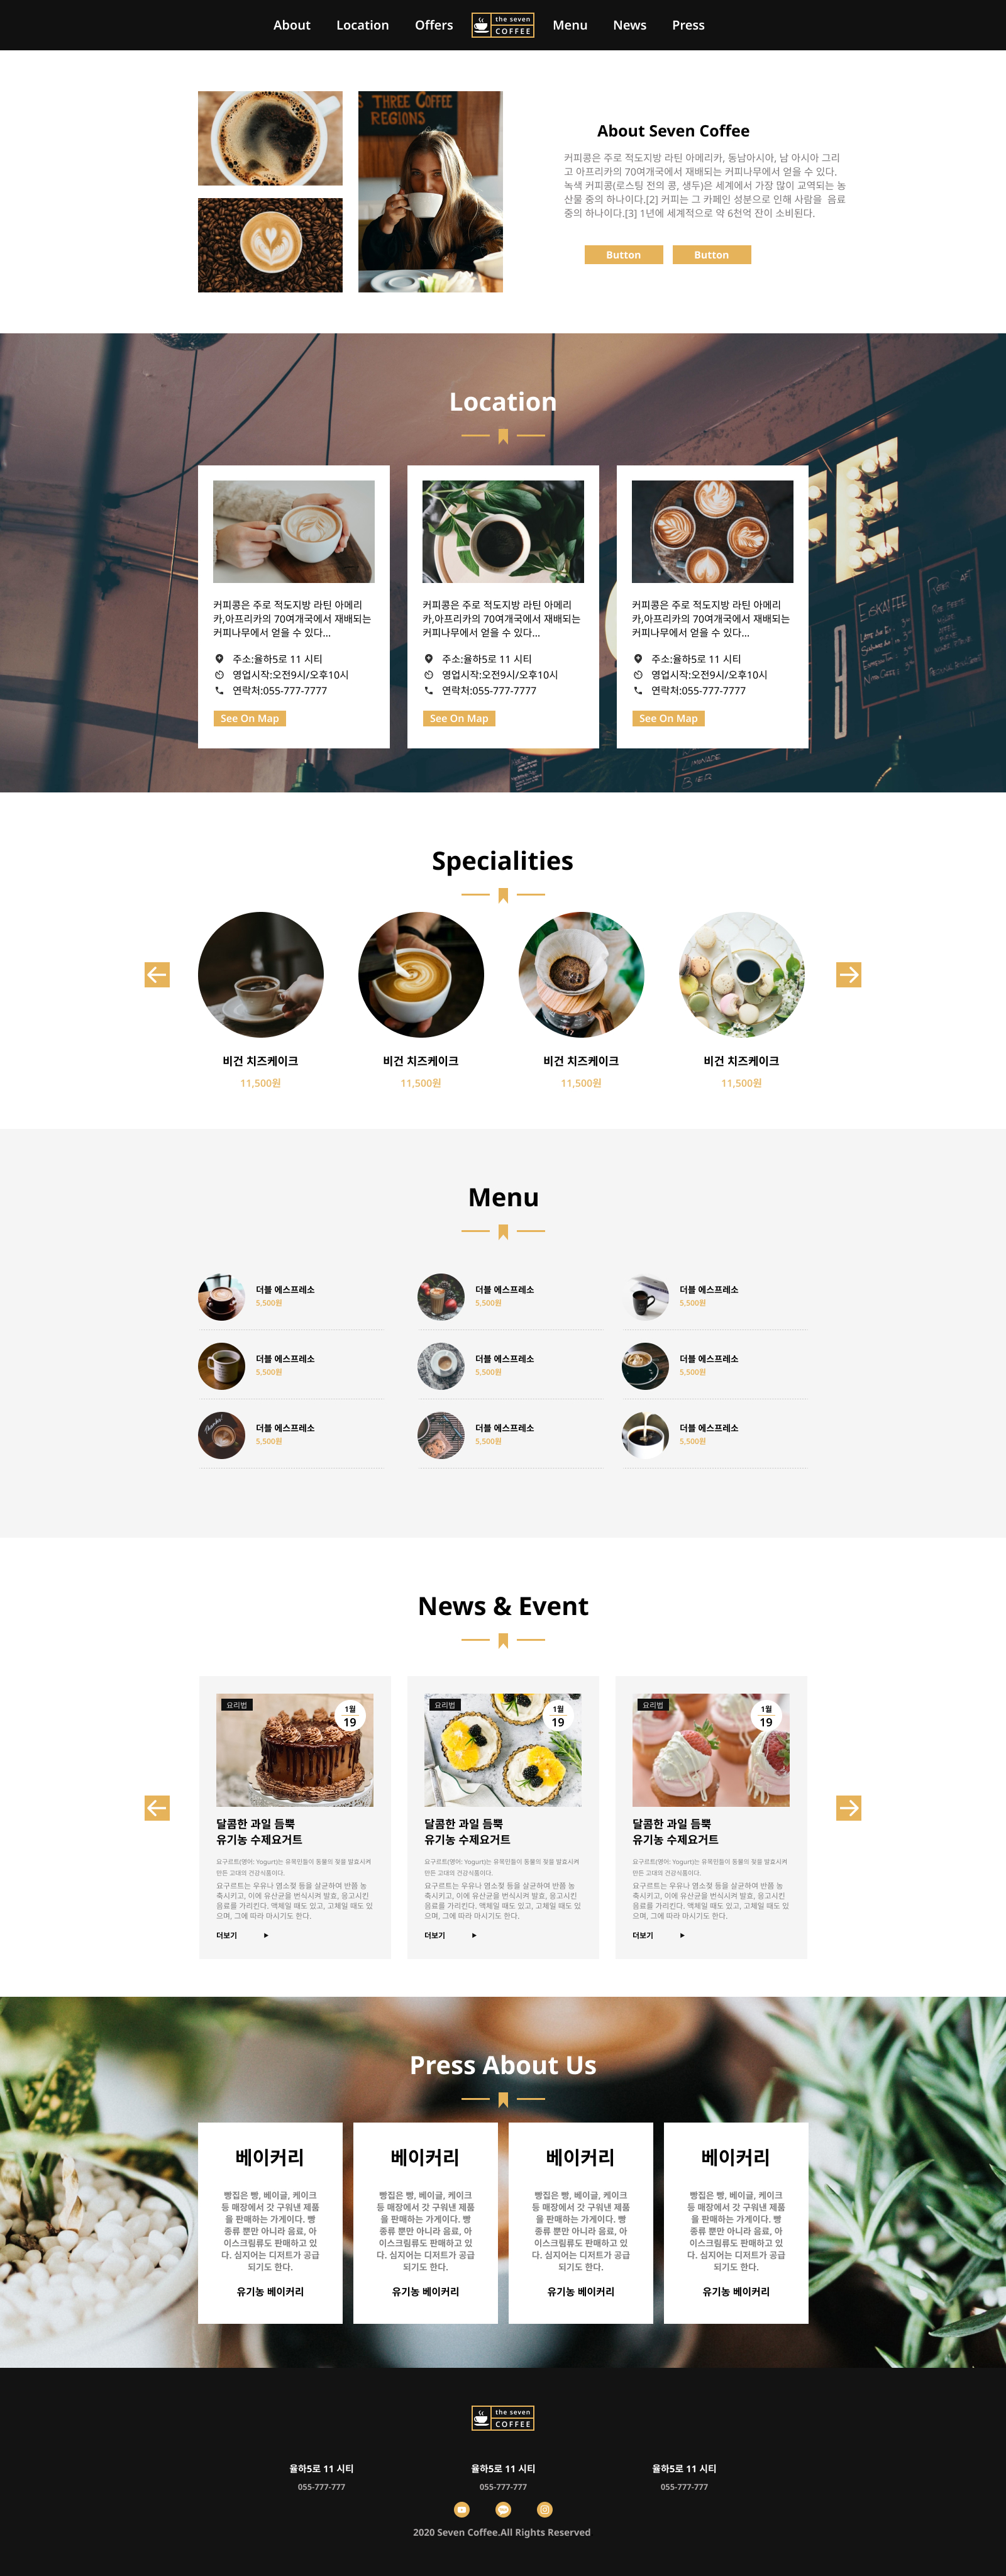 About Location Offers the seven COFFEE Menu News Press
THREE COFFEE
REGIONS
About Seven Coffee
커피콩은 주로 적도지방 라틴 아메리카, 동남아시아, 남 아시아 그리
고 아프리카의 70여개국에서 재배되는 커피나무에서 얻을 수 있다.
녹색 커피콩(로스팅 전의 콩, 생두)은 세계에서 가장 많이 교역되는 농
산물 중의 하나이다.[2] 커피는 그 카페인 성분으로 인해 사람을 음료
중의 하나이다.[3] 1년에 세계적으로 약 6천억 잔이 소비된다.
Button Button
Location
커피콩은 주로 적도지방 라틴 아메리
카,아프리카의 70여개국에서 재배되는
커피나무에서 얻을 수 있다...
주소:율하5로 11 시티
영업시작:오전9시/오후10시
연락처:055-777-7777
See On Map
커피콩은 주로 적도지방 라틴 아메리
카,아프리카의 70여개국에서 재배되는
커피나무에서 얻을 수 있다...
주소:율하5로 11 시티
영업시작:오전9시/오후10시
연락처:055-777-7777
See On Map
커피콩은 주로 적도지방 라틴 아메리
카,아프리카의 70여개국에서 재배되는
커피나무에서 얻을 수 있다...
주소:율하5로 11 시티
영업시작:오전9시/오후10시
연락처:055-777-7777
See On Map
LEMONADE
BIER
Specialities
비건 치즈케이크 비건 치즈케이크 비건 치즈케이크 비건 치즈케이크
11,500원 11,500원 11,500원 11,500원
Menu
더블 에스프레소 더블 에스프레소 더블 에스프레소
5,500원 5,500원 5,500원
더블 에스프레소 더블 에스프레소 더블 에스프레소
5,500원 5,500원 5,500원
더블 에스프레소 더블 에스프레소 더블 에스프레소
5,500원 5,500원 5,500원
News & Event
요리법
1월
19
달콤한 과일 듬뿍
유기농 수제요거트
요구르트(영어: Yogurt)는 유목민들이 동물의 젖을 발효시켜
만든 고대의 건강식품이다.
요구르트는 우유나 염소젖 등을 살균하여 반쯤 농
축시키고, 이에 유산균을 번식시켜 발효, 응고시킨
음료를 가리킨다. 액체일 때도 있고, 고체일 때도 있
으며, 그에 따라 마시기도 한다.
더보기
요리법
1월
19
달콤한 과일 듬뿍
유기농 수제요거트
요구르트(영어: Yogurt)는 유목민들이 동물의 젖을 발효시켜
만든 고대의 건강식품이다.
요구르트는 우유나 염소젖 등을 살균하여 반쯤 농
축시키고, 이에 유산균을 번식시켜 발효, 응고시킨
음료를 가리킨다. 액체일 때도 있고, 고체일 때도 있
으며, 그에 따라 마시기도 한다.
더보기
요리법
1월
19
달콤한 과일 듬뿍
유기농 수제요거트
요구르트(영어: Yogurt)는 유목민들이 동물의 젖을 발효시켜
만든 고대의 건강식품이다.
요구르트는 우유나 염소젖 등을 살균하여 반쯤 농
축시키고, 이에 유산균을 번식시켜 발효, 응고시킨
음료를 가리킨다. 액체일 때도 있고, 고체일 때도 있
으며, 그에 따라 마시기도 한다.
더보기
Press About Us
베이커리
빵집은 빵, 베이글, 케이크
등 매장에서 갓 구워낸 제품
을 판매하는 가게이다. 빵
종류 뿐만 아니라 음료, 아
이스크림류도 판매하고 있
다. 심지어는 디저트가 공급
되기도 한다.
유기농 베이커리
베이커리
빵집은 빵, 베이글, 케이크
등 매장에서 갓 구워낸 제품
을 판매하는 가게이다. 빵
종류 뿐만 아니라 음료, 아
이스크림류도 판매하고 있
다. 심지어는 디저트가 공급
되기도 한다.
유기농 베이커리
베이커리
빵집은 빵, 베이글, 케이크
등 매장에서 갓 구워낸 제품
을 판매하는 가게이다. 빵
종류 뿐만 아니라 음료, 아
이스크림류도 판매하고 있
다. 심지어는 디저트가 공급
되기도 한다.
유기농 베이커리
베이커리
빵집은 빵, 베이글, 케이크
등 매장에서 갓 구워낸 제품
을 판매하는 가게이다. 빵
종류 뿐만 아니라 음료, 아
이스크림류도 판매하고 있
다. 심지어는 디저트가 공급
되기도 한다.
유기농 베이커리
the seven
COFFEE
율하5로 11 시티 율하5로 11 시티 율하5로 11 시티
055-777-777 055-777-777 055-777-777
2020 Seven Coffee.All Rights Reserved